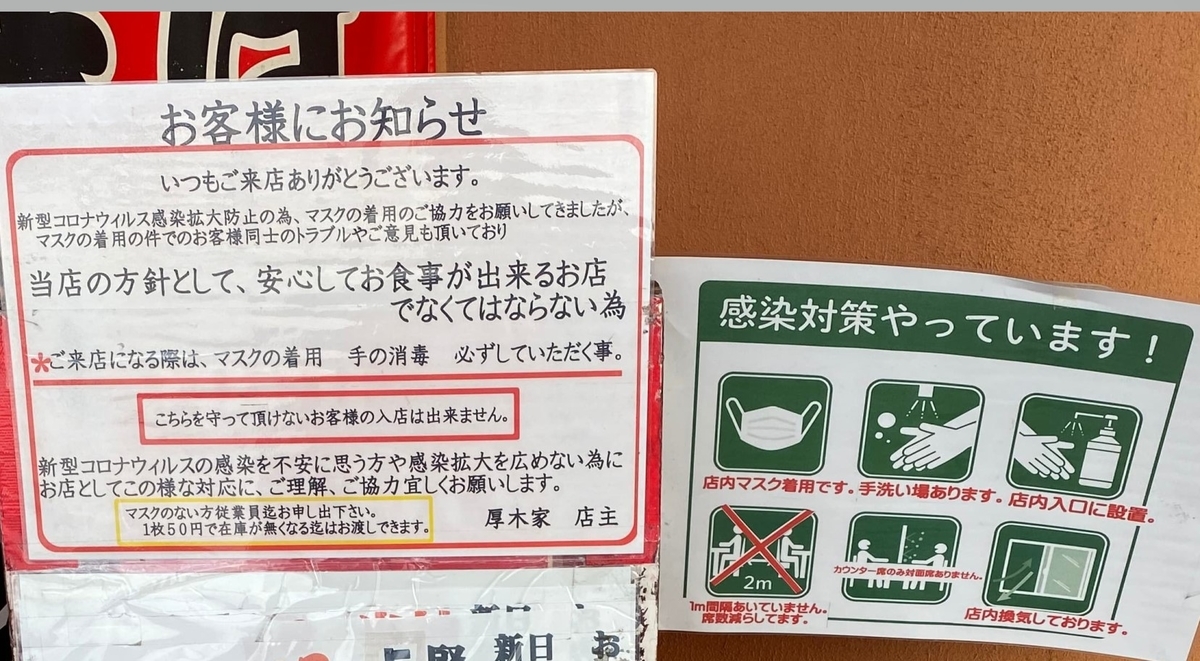 お客様にお知らせ
いつもご来店ありがとうございます。
新型コロナウィルス感染拡大防止の為、マスクの着用のご協力をお願いしてきましたが、
マスクの着用の件でのお客様同士のトラブルやご意見も頂いており
当店の方針として、安心してお食事が出来るお店
でなくてはならない為
*ご来店になる際は、マスクの着用 手の消毒 必ずしていただく事。
こちらを守って頂けないお客様の入店は出来ません。
新型コロナウィルスの感染を不安に思う方や感染拡大を広めない為に
お店としてこの様な対応に、ご理解、ご協力宜しくお願いします。
マスクのない方従業員迄お申し出下さい。
1枚50円で在庫が無くなる迄はお渡しできます。
厚木家 店主
感染対策やっています!
店内マスク着用です。
手洗い場あります。
店内入口に設置。
2m
1m間隔あいていません。
席数減らしてます。
カウンター席のみ対面席ありません。
店内換気しております。
新日
お